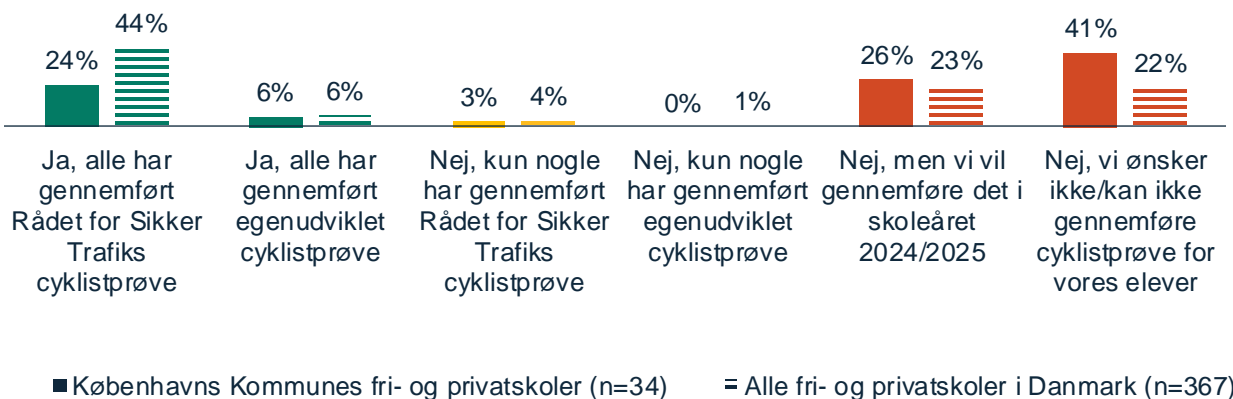 24% 44% 6% 6% 3% 4% 0% 1% 26% 23% 41% 22%
Ja, alle har
gennemført
Rådet for Sikker
Trafiks
cyklistprøve
Ja, alle har
gennemført
egenudviklet
cyklistprøve
Nej, kun nogle
har gennemført
Rådet for Sikker
Trafiks
cyklistprøve
Nej, kun nogle
har gennemført
egenudviklet
cyklistprøve
Nej, men vi vil
gennemføre det i
skoleåret
2024/2025
Nej, vi ønsker
ikke/kan ikke
gennemføre
cyklistprøve for
vores elever
Københavns Kommunes fri- og privatskoler (n=34)
Alle fri- og privatskoler i Danmark (n=367)